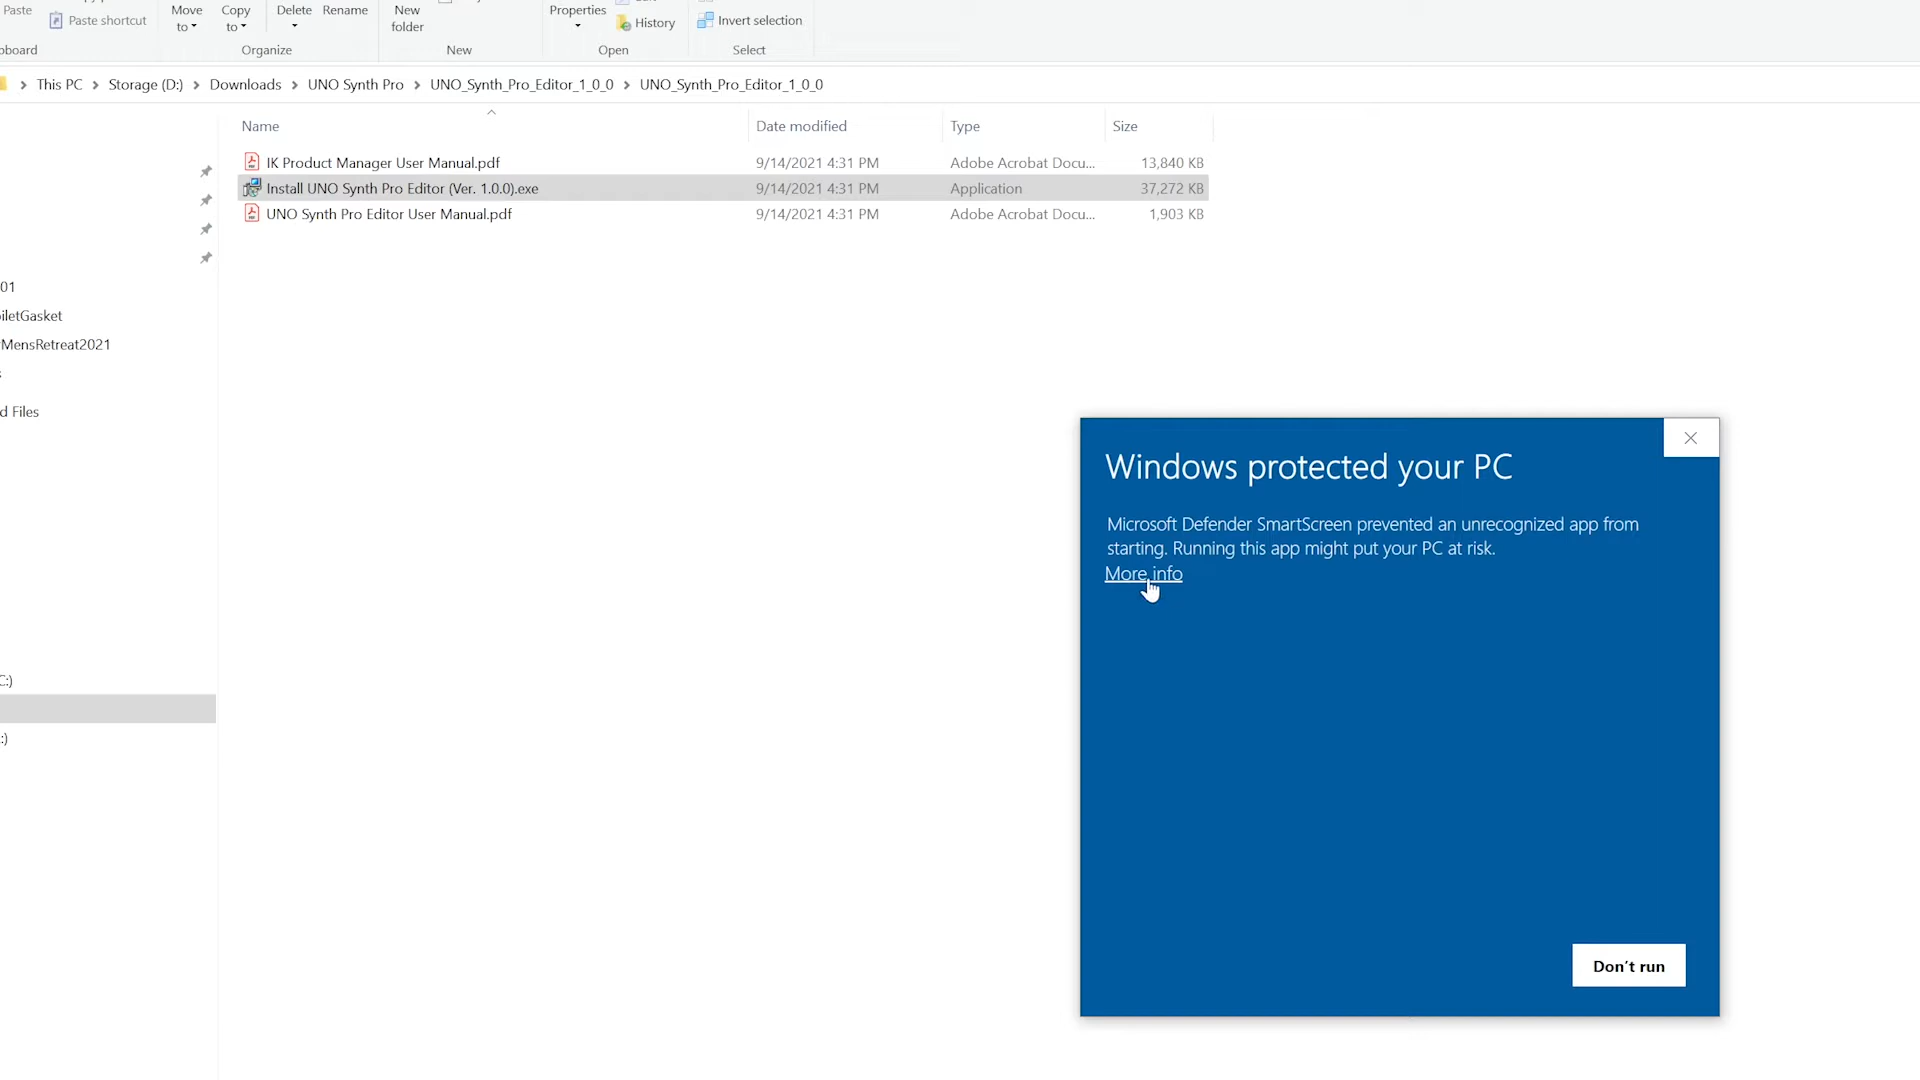 Paste
Paste shortcut
Move
to
Copy
to
Delete
Rename
New
folder
Properties
History
Invert selection
pboard
Organize
New
Open
Select
This PC > Storage (D:) > Downloads > UNO Synth Pro > UNO_Synth_Pro_Editor_1_0_0 > UNO_Synth_Pro_Editor_1_0_0
Name Date modified Type Size
IK Product Manager User Manual.pdf 9/14/2021 4:31 PM Adobe Acrobat Docu... 13,840 KB
Install UNO Synth Pro Editor (Ver. 1.0.0).exe 9/14/2021 4:31 PM Application 37,272 KB
UNO Synth Pro Editor User Manual.pdf 9/14/2021 4:31 PM Adobe Acrobat Docu... 1,903 KB
01
iletGasket
MensRetreat2021
d Files
C:)
:)
Windows protected your PC
Microsoft Defender SmartScreen prevented an unrecognized app from
starting. Running this app might put your PC at risk.
More info
Don't run